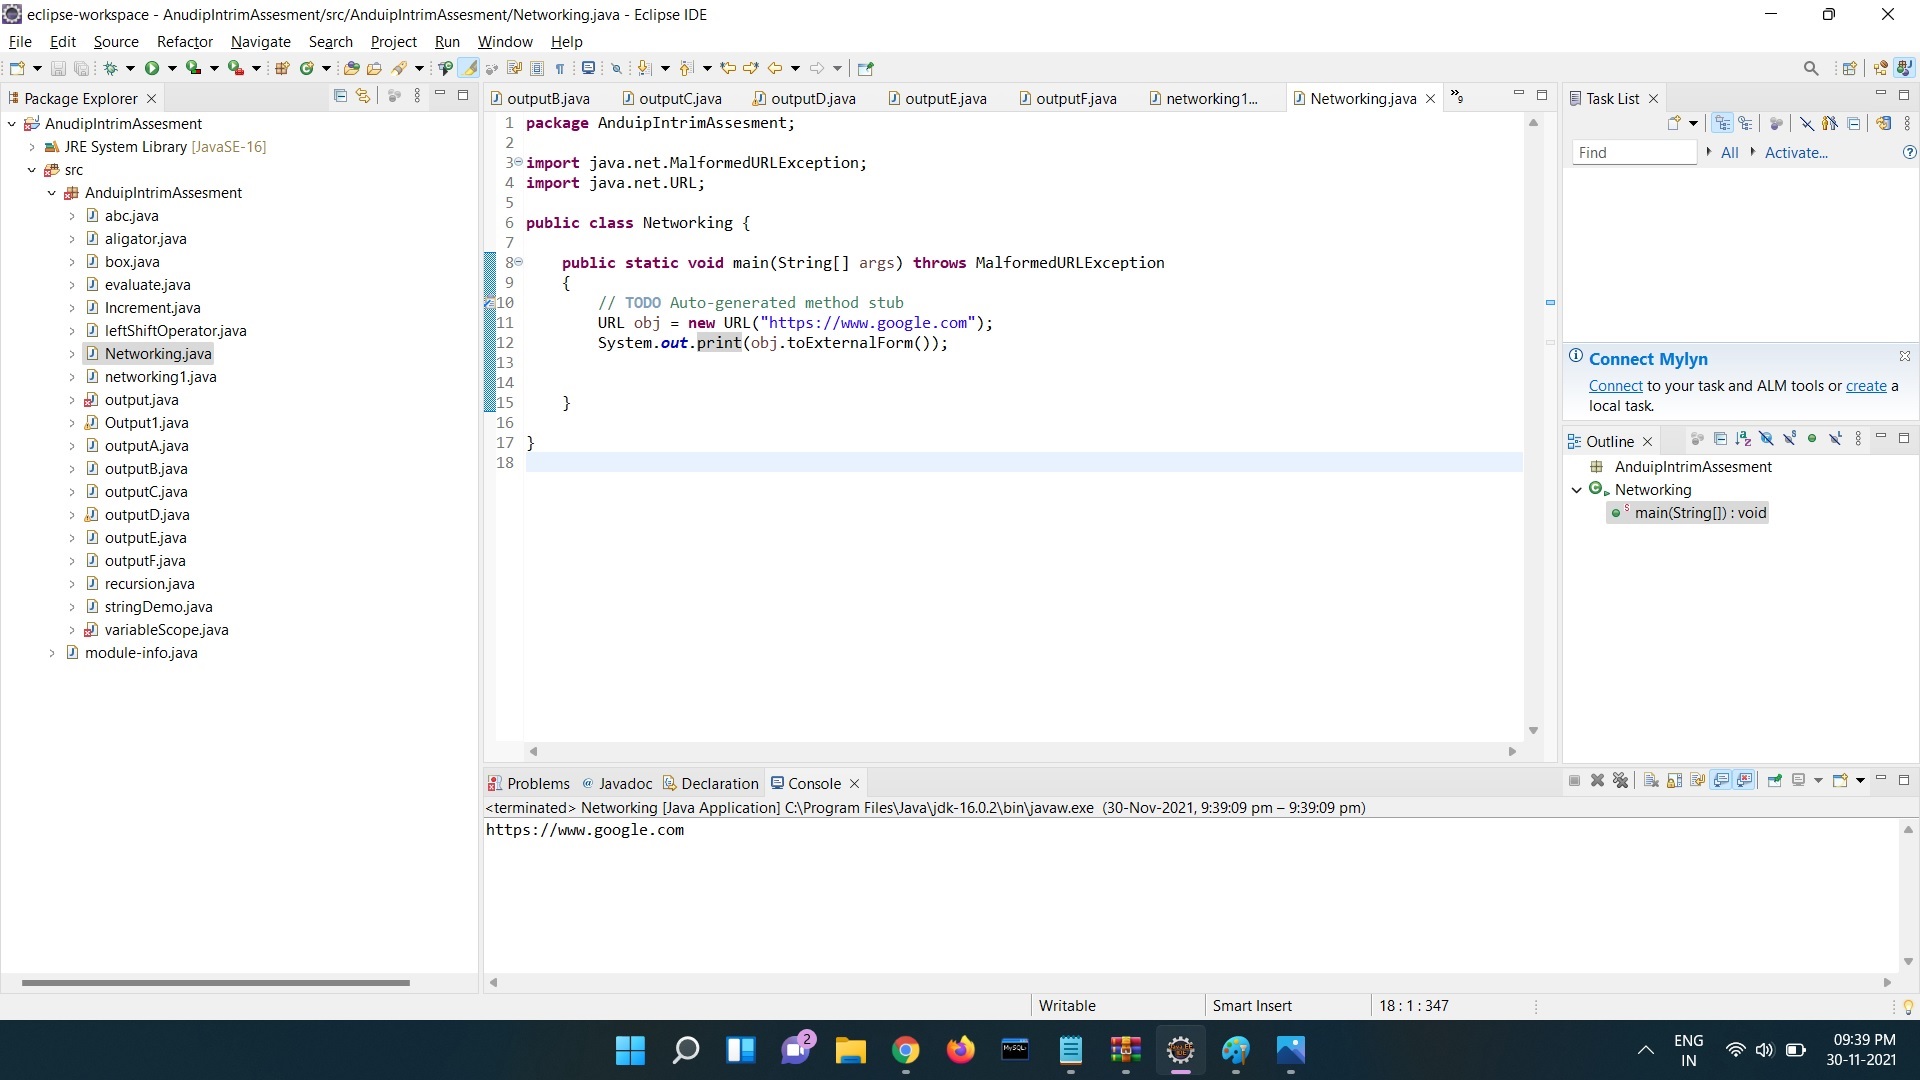 eclipse-workspace - AnudipIntrimAssesment/src/AnduipIntrimAssesment/Networking.java - Eclipse IDE
File Edit Source Refactor Navigate Search Project Run Window Help
Package Explorer
AnudipIntrimAssesment
JRE System Library [JavaSE-16]
src
AnduipIntrimAssesment
abc.java
aligator.java
box.java
evaluate.java
Increment.java
leftShiftOperator.java
Networking.java
networking1.java
output.java
Output1.java
outputA.java
outputB.java
outputC.java
outputD.java
outputE.java
outputF.java
recursion.java
stringDemo.java
variableScope.java
module-info.java
outputB.java outputC.java outputD.java outputE.java outputF.java networking1... Networking.java »9
1 package AnduipIntrimAssesment;
2
3 import java.net.MalformedURLException;
4 import java.net.URL;
5
6 public class Networking {
7
8 public static void main(String[] args) throws MalformedURLException
9 {
10 // TODO Auto-generated method stub
11 URL obj = new URL("https://www.google.com");
12 System.out.print(obj.toExternalForm());
13
14
15 }
16
17 }
18
Task List
Find All Activate...
Connect Mylyn
Connect to your task and ALM tools or create a
local task.
Outline
AnduipIntrimAssesment
Networking
main(String[]) : void
Problems Javadoc Declaration Console
<terminated> Networking [Java Application] C:\Program Files\Java\jdk-16.0.2\bin\javaw.exe (30-Nov-2021, 9:39:09 pm – 9:39:09 pm)
https://www.google.com
Writable Smart Insert 18 : 1 : 347
2
MySQL
ENG
IN
09:39 PM
30-11-2021